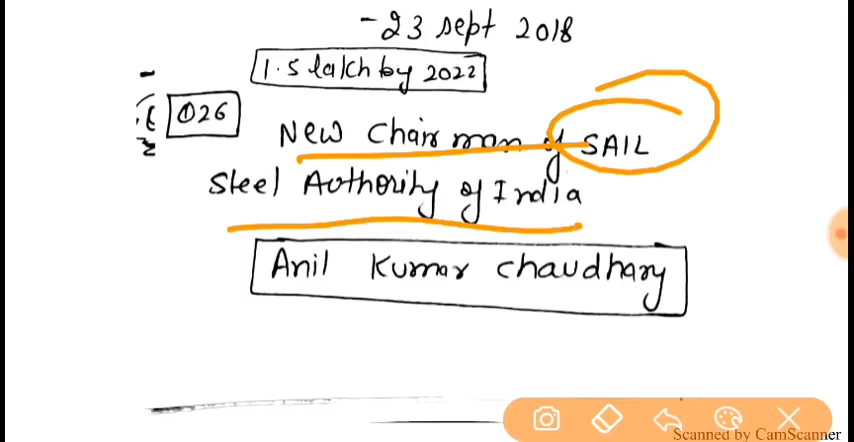 -23 sept 2018
1.5 lakh by 2022
026
New Chairman of SAIL
Steel Authority of India
Anil Kumar Chaudhary
Scanned by CamScanner